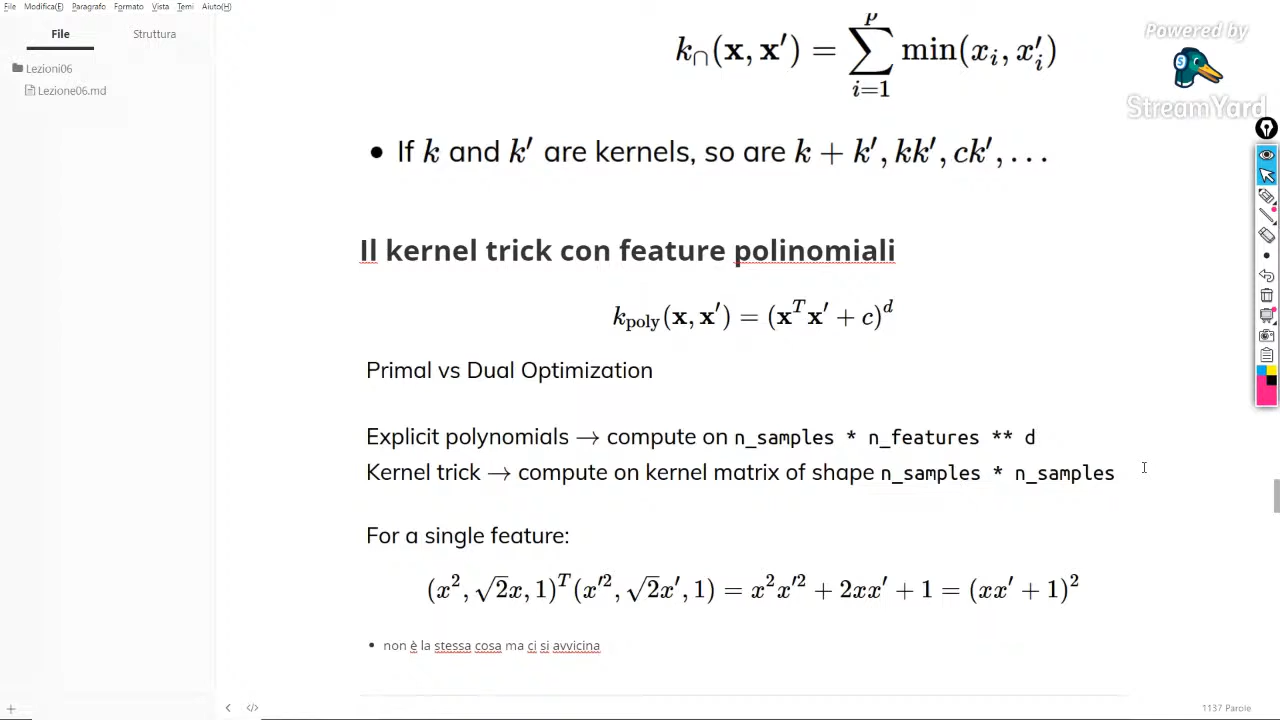 File Modifica(E) Paragrafo Formato Vista Temi Aiuto(H)
File Struttura
Lezioni06
Lezione06.md
k∩(x, x′) = ∑_{i=1}^{p} min(x_i, x′_i)
• If k and k′ are kernels, so are k + k′, kk′, ck′, …
Il kernel trick con feature polinomiali
k_poly(x, x′) = (x^T x′ + c)^d
Primal vs Dual Optimization
Explicit polynomials → compute on n_samples * n_features ** d
Kernel trick → compute on kernel matrix of shape n_samples * n_samples
For a single feature:
(x², √2x, 1)^T (x′², √2x′, 1) = x²x′² + 2xx′ + 1 = (xx′ + 1)²
• non è la stessa cosa ma ci si avvicina
1137 Parole
Powered by
StreamYard